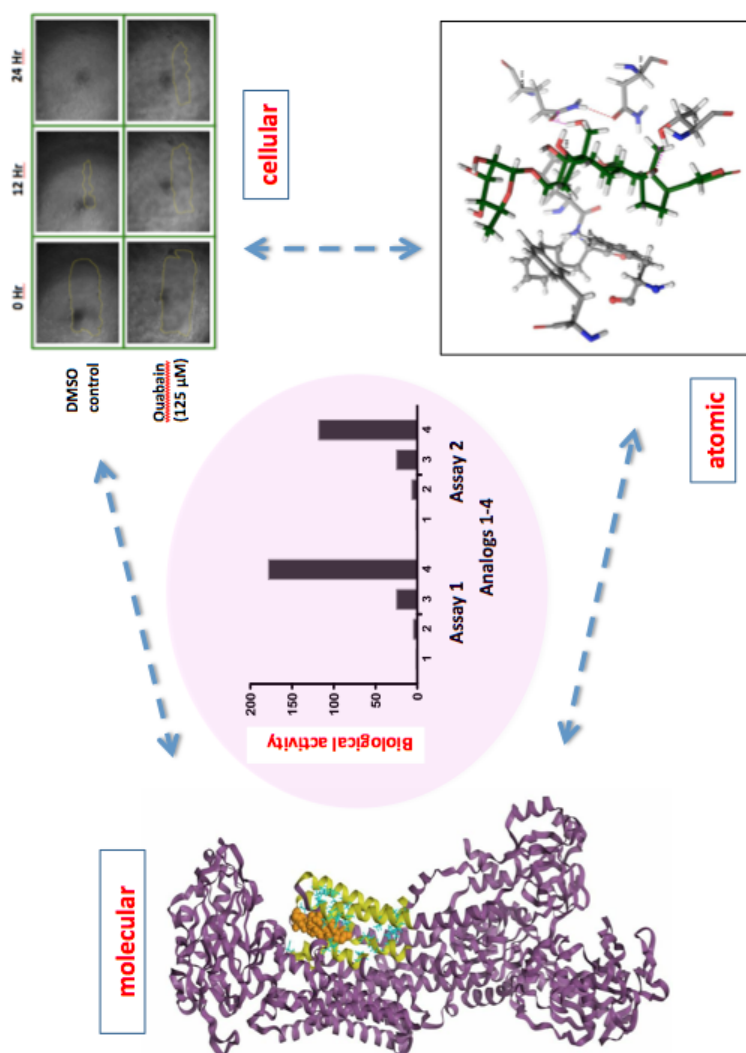 molecular
cellular
atomic
0 Hr
12 Hr
24 Hr
DMSO
control
Ouabain
(125 µM)
Biological activity
200
150
100
50
0
1
2
3
4
1
2
3
4
Assay 1
Assay 2
Analogs 1-4